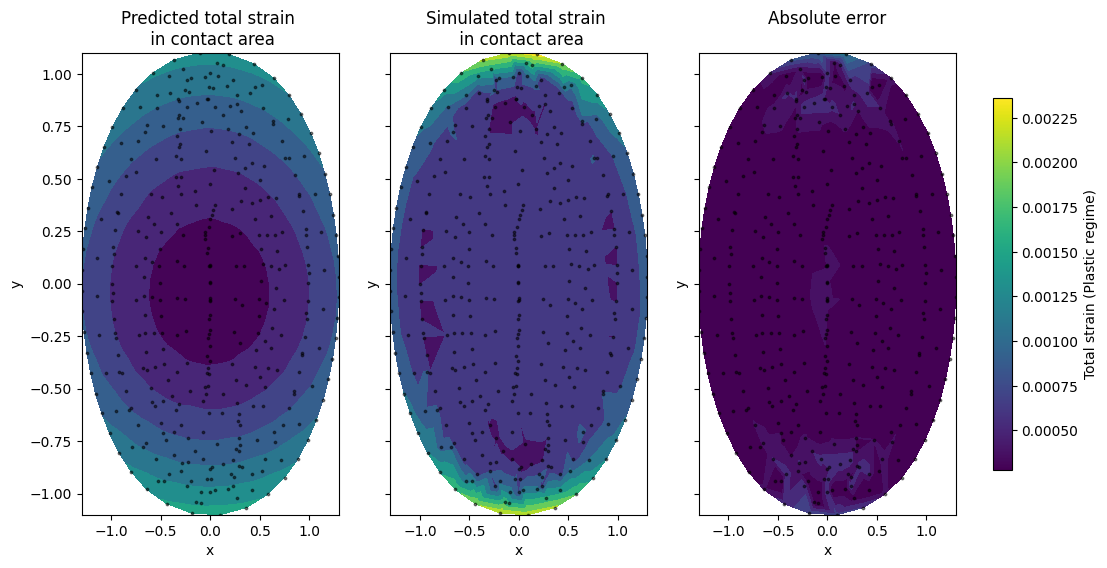 Predicted total strain
in contact area
Simulated total strain
in contact area
Absolute error
1.00
0.75
0.50
0.25
0.00
−0.25
−0.50
−0.75
−1.00
y
y
y
−1.0 −0.5 0.0 0.5 1.0
−1.0 −0.5 0.0 0.5 1.0
−1.0 −0.5 0.0 0.5 1.0
x
x
x
0.00225
0.00200
0.00175
0.00150
0.00125
0.00100
0.00075
0.00050
Total strain (Plastic regime)